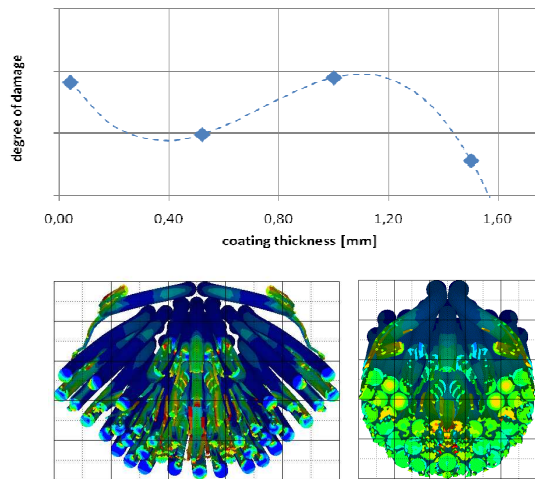 degree of damage
0,00 0,40 0,80 1,20 1,60
coating thickness [mm]